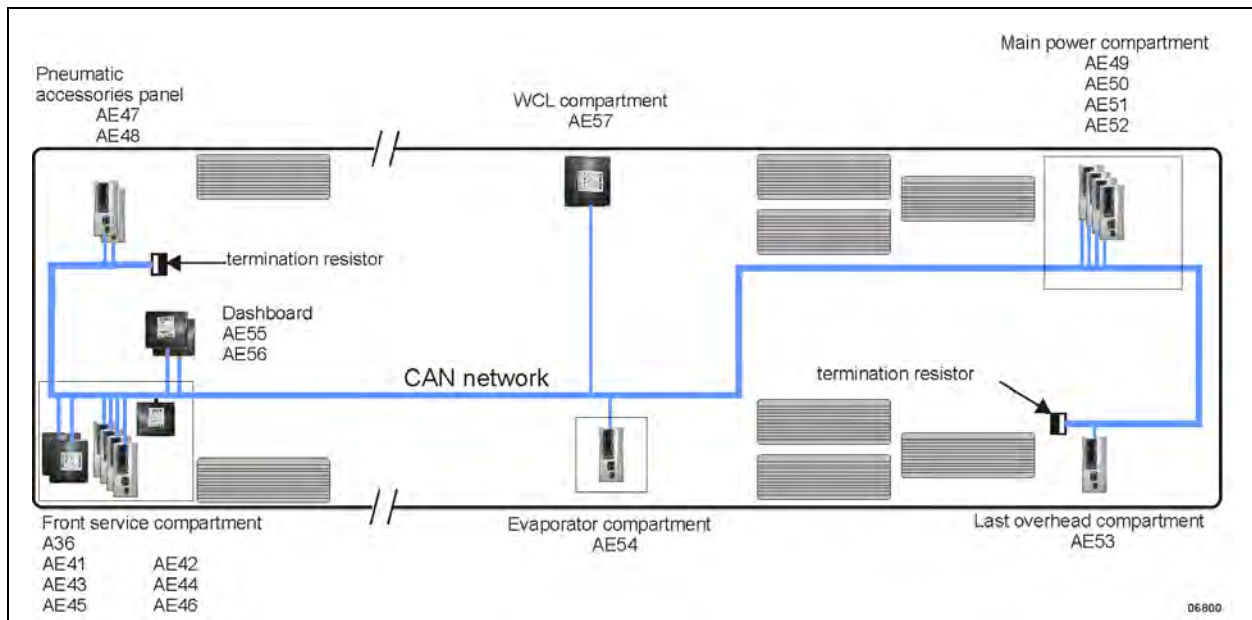 Main power compartment
AE49
AE50
AE51
AE52
Pneumatic
accessories panel
AE47
AE48
WCL compartment
AE57
termination resistor
Dashboard
AE55
AE56
CAN network
termination resistor
Front service compartment
A36
AE41 AE42
AE43 AE44
AE45 AE46
Evaporator compartment
AE54
Last overhead compartment
AE53
06800